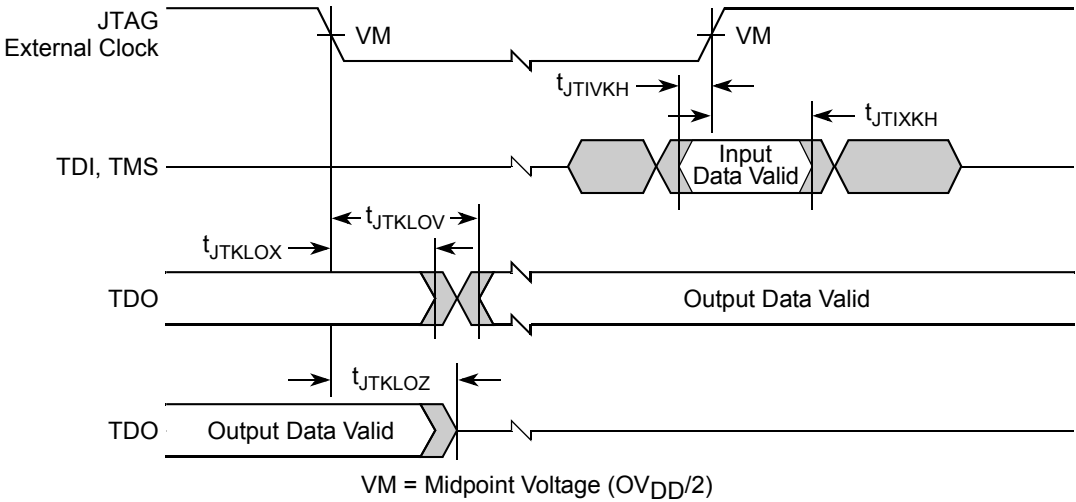 JTAG
External Clock
VM
VM
tJTIVKH
tJTIXKH
TDI, TMS
Input
Data Valid
tJTKLOV
tJTKLOX
TDO
Output Data Valid
tJTKLOZ
TDO
Output Data Valid
VM = Midpoint Voltage (OVDD/2)